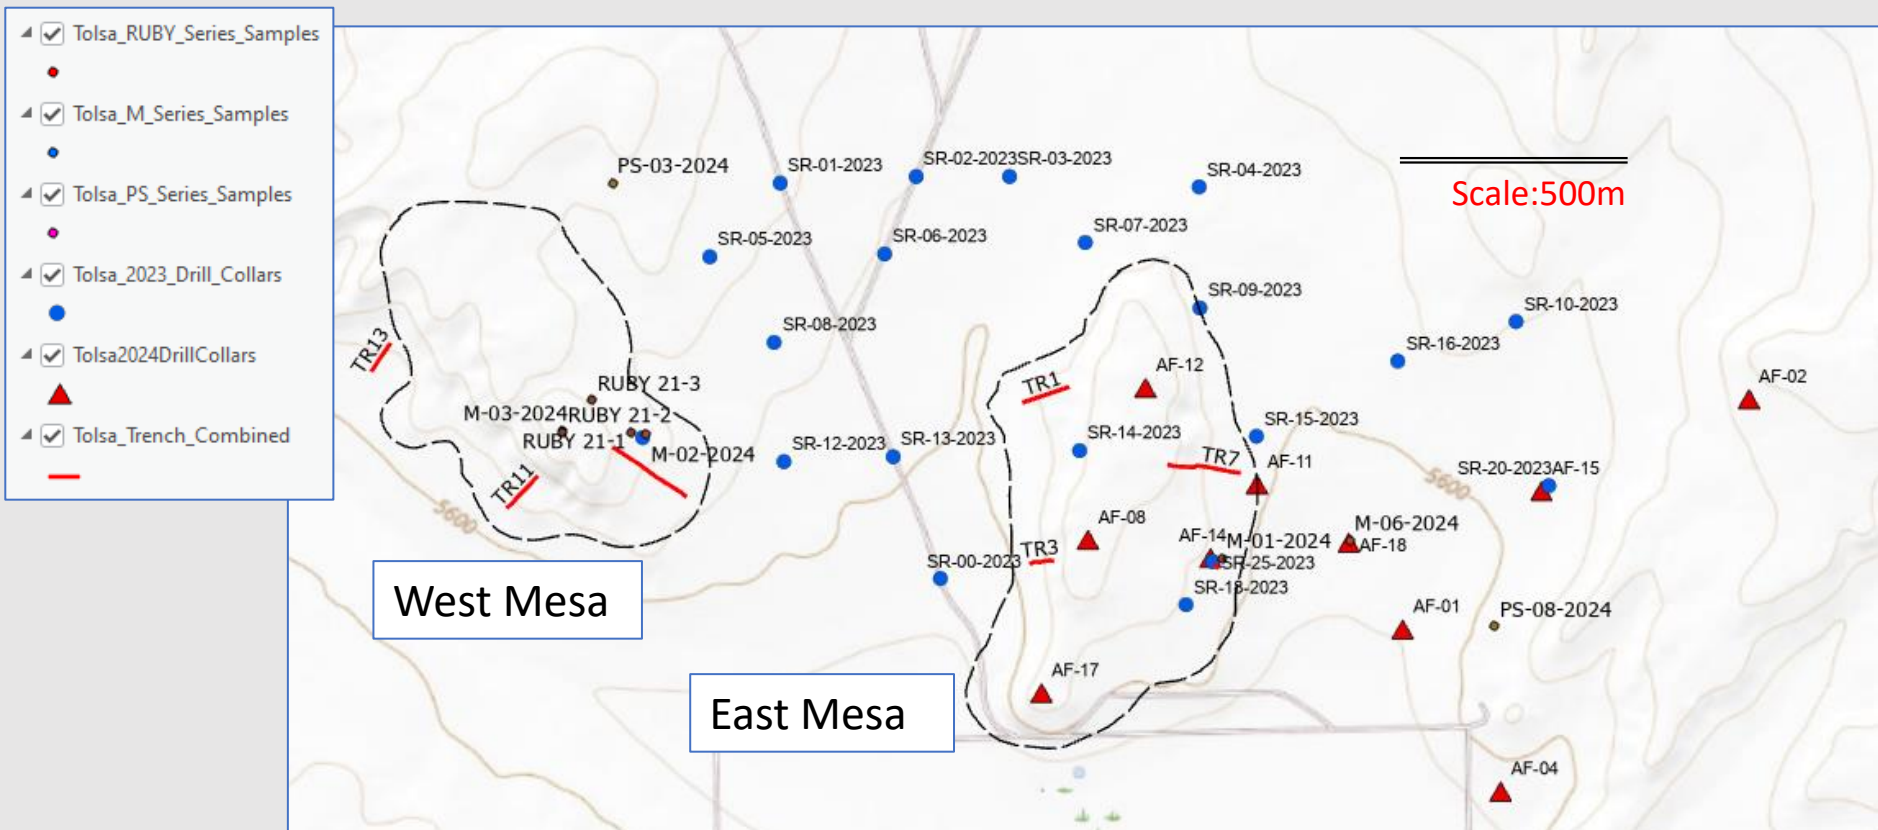 Tolsa_RUBY_Series_Samples
Tolsa_M_Series_Samples
Tolsa_PS_Series_Samples
Tolsa_2023_Drill_Collars
Tolsa2024DrillCollars
Tolsa_Trench_Combined
PS-03-2024
SR-01-2023
SR-02-2023SR-03-2023
SR-04-2023
Scale:500m
SR-05-2023
SR-06-2023
SR-07-2023
SR-08-2023
SR-09-2023
SR-10-2023
SR-16-2023
TR13
RUBY 21-3
TR1
AF-12
AF-02
M-03-2024RUBY 21-2
RUBY 21-1
M-02-2024
SR-12-2023
SR-13-2023
SR-14-2023
SR-15-2023
TR7
AF-11
SR-20-2023AF-15
TR11
5600
5600
AF-08
AF-14
M-01-2024
M-06-2024
AF-18
TR3
SR-00-2023
SR-25-2023
SR-18-2023
West Mesa
AF-01
PS-08-2024
AF-17
East Mesa
AF-04